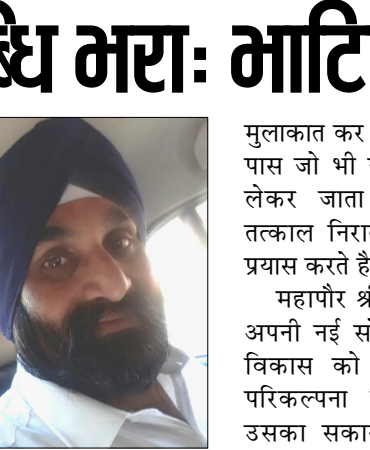 भराः भाटि
मुलाकात कर
पास जो भी
लेकर जाता
तत्काल निरा
प्रयास करते है
महापौर श्री
अपनी नई सो
विकास को
परिकल्पना
उसका सका